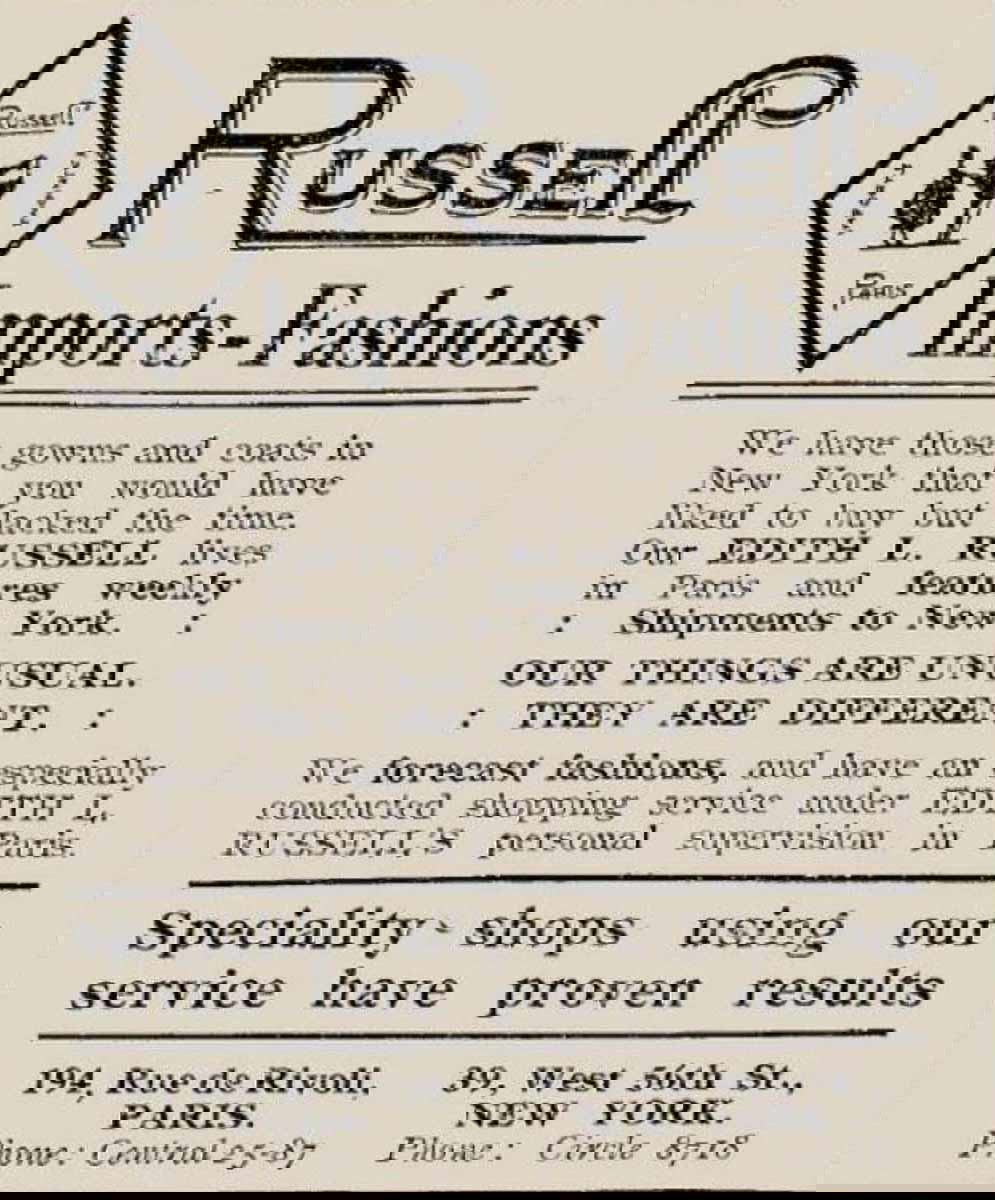 RUSSELL
RUSSELL
PARIS
Imports-Fashions
We have those gowns and coats in
New York that you would have
liked to buy but lacked the time.
Our EDITH L. RUSSELL lives
in Paris and features weekly
: Shipments to New York. :
OUR THINGS ARE UNUSUAL.
: THEY ARE DIFFERENT. :
We forecast fashions, and have an especially
conducted shopping service under EDITH L.
RUSSELL'S personal supervision in Paris.
Speciality shops using our
service have proven results
194, Rue de Rivoli,
PARIS.
Phone: Central 25-87
39, West 56th St.,
NEW YORK.
Phone: Circle 8718